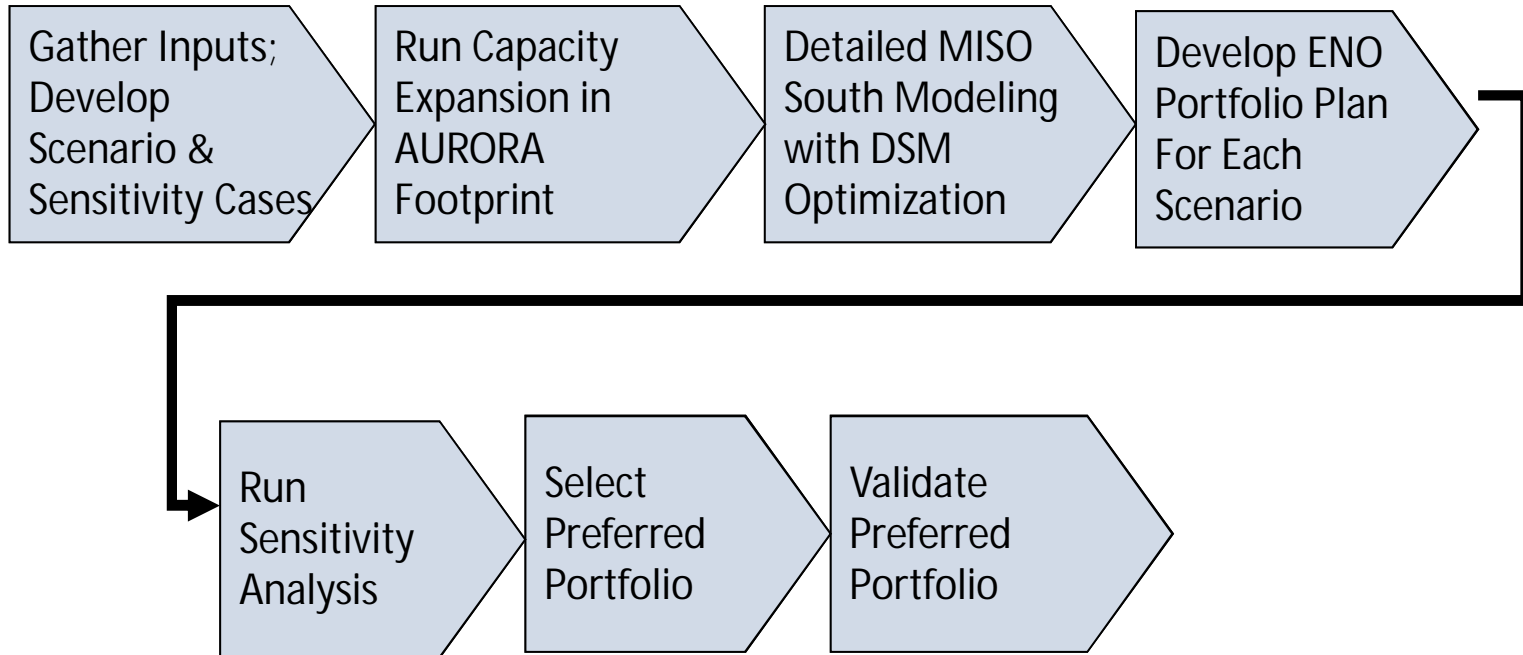 Gather Inputs;
Develop
Scenario &
Sensitivity Cases
Run Capacity
Expansion in
AURORA
Footprint
Detailed MISO
South Modeling
with DSM
Optimization
Develop ENO
Portfolio Plan
For Each
Scenario
Run
Sensitivity
Analysis
Select
Preferred
Portfolio
Validate
Preferred
Portfolio